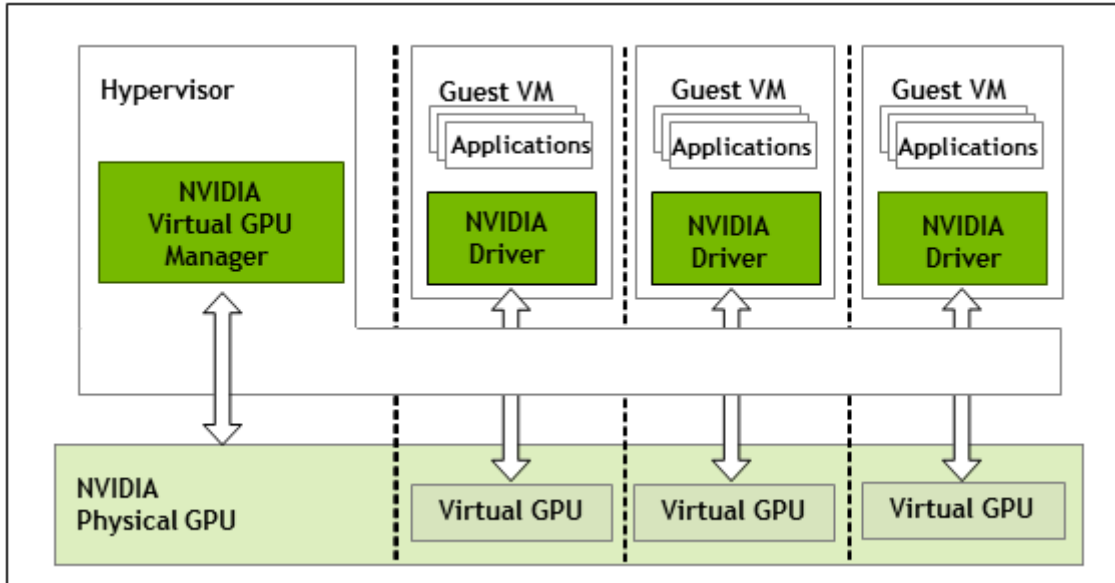 Hypervisor
NVIDIA
Virtual GPU
Manager
Guest VM
Applications
NVIDIA
Driver
Guest VM
Applications
NVIDIA
Driver
Guest VM
Applications
NVIDIA
Driver
NVIDIA
Physical GPU
Virtual GPU
Virtual GPU
Virtual GPU